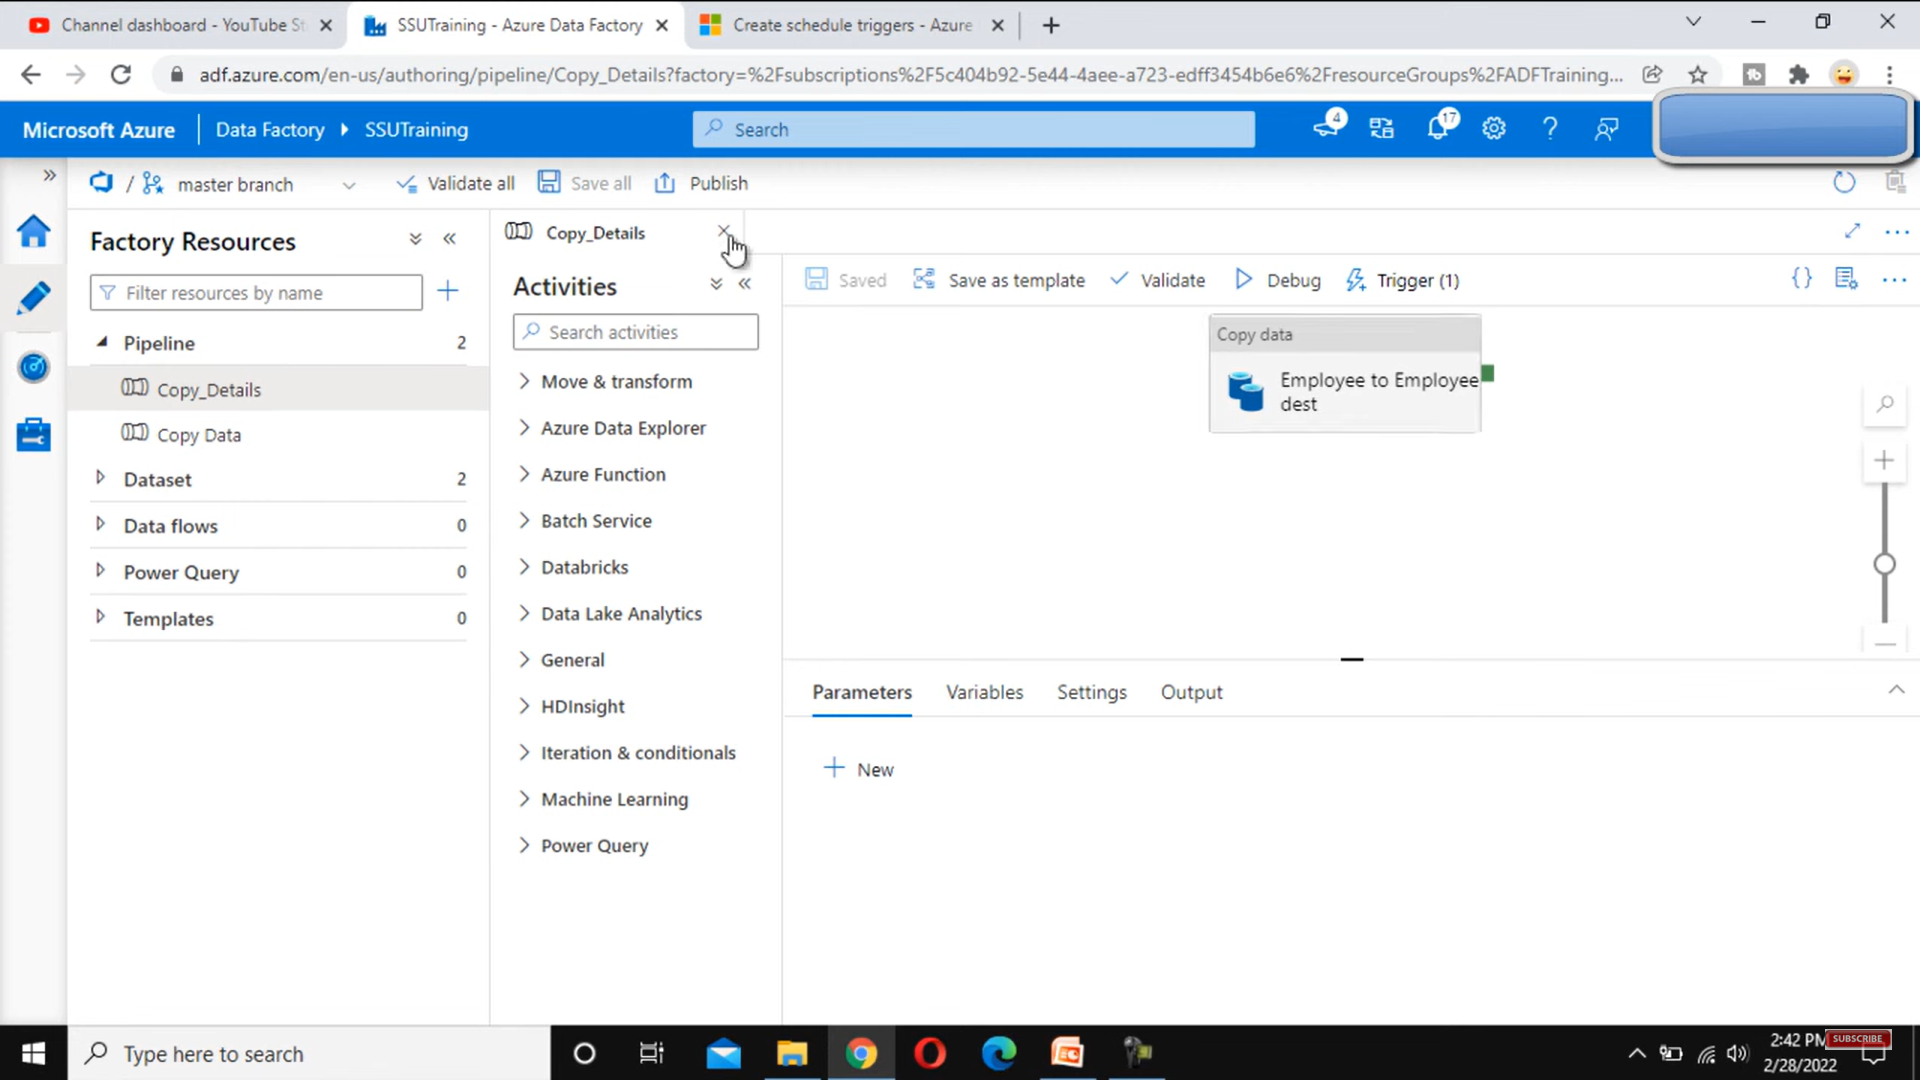 Channel dashboard - YouTube St
SSUTraining - Azure Data Factory
Create schedule triggers - Azure
adf.azure.com/en-us/authoring/pipeline/Copy_Details?factory=%2Fsubscriptions%2F5c404b92-5e44-4aee-a723-edff3454b6e6%2FresourceGroups%2FADFTraining...
Microsoft Azure
Data Factory
SSUTraining
Search
4
17
/ master branch
Validate all
Save all
Publish
Factory Resources
Copy_Details
Filter resources by name
Activities
Saved
Save as template
Validate
Debug
Trigger (1)
Search activities
Copy data
Employee to Employee
dest
Pipeline 2
Copy_Details
Copy Data
Dataset 2
Data flows 0
Power Query 0
Templates 0
Move & transform
Azure Data Explorer
Azure Function
Batch Service
Databricks
Data Lake Analytics
General
HDInsight
Iteration & conditionals
Machine Learning
Power Query
Parameters
Variables
Settings
Output
New
Type here to search
2:42 PM
2/28/2022
SUBSCRIBE